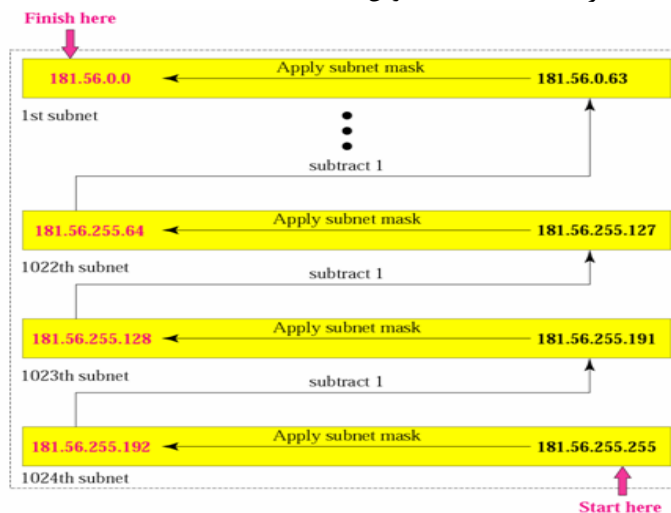 Finish here
181.56.0.0 Apply subnet mask 181.56.0.63
1st subnet
subtract 1
181.56.255.64 Apply subnet mask 181.56.255.127
1022th subnet
subtract 1
181.56.255.128 Apply subnet mask 181.56.255.191
1023th subnet
subtract 1
181.56.255.192 Apply subnet mask 181.56.255.255
1024th subnet
Start here